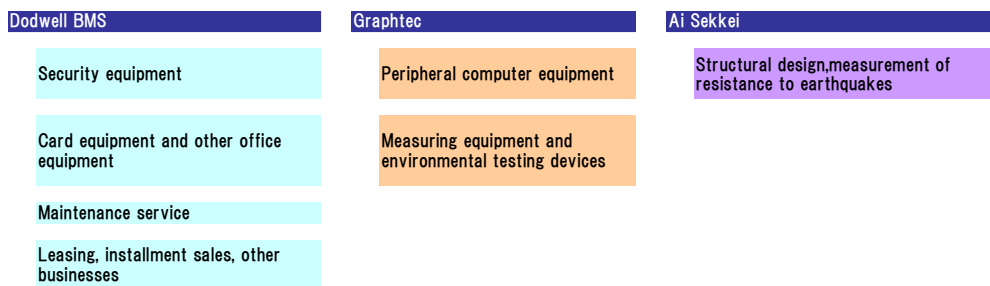 Dodwell BMS
Security equipment
Card equipment and other office
equipment
Maintenance service
Leasing, installment sales, other
businesses
Graphtec
Peripheral computer equipment
Measuring equipment and
environmental testing devices
Ai Sekkei
Structural design,measurement of
resistance to earthquakes